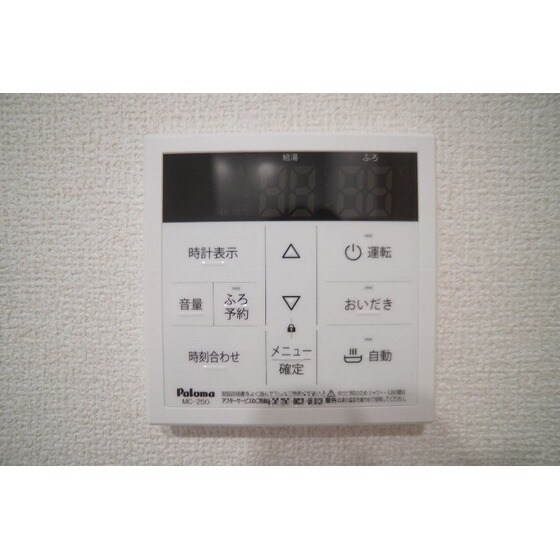 給湯 ふろ
時計表示
運転
音量
ふろ
予約
おいだき
時刻合わせ
メニュー
確定
自動
Paloma
MC-250